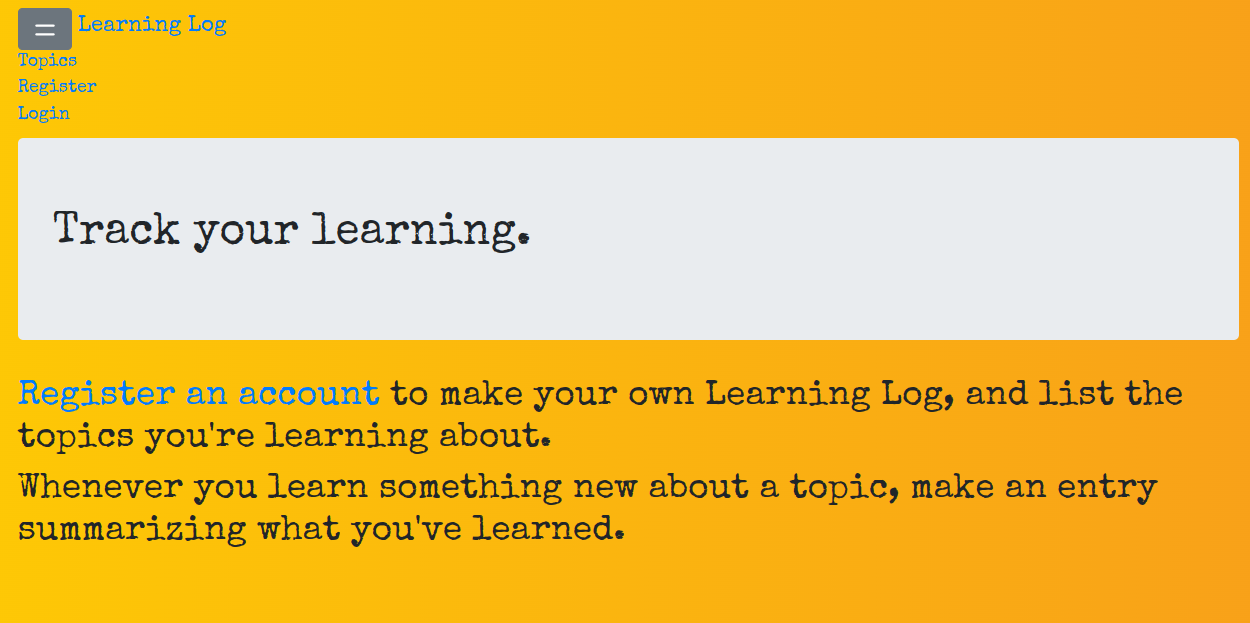 Learning Log
Topics
Register
Login
Track your learning.
Register an account to make your own Learning Log, and list the
topics you're learning about.
Whenever you learn something new about a topic, make an entry
summarizing what you've learned.